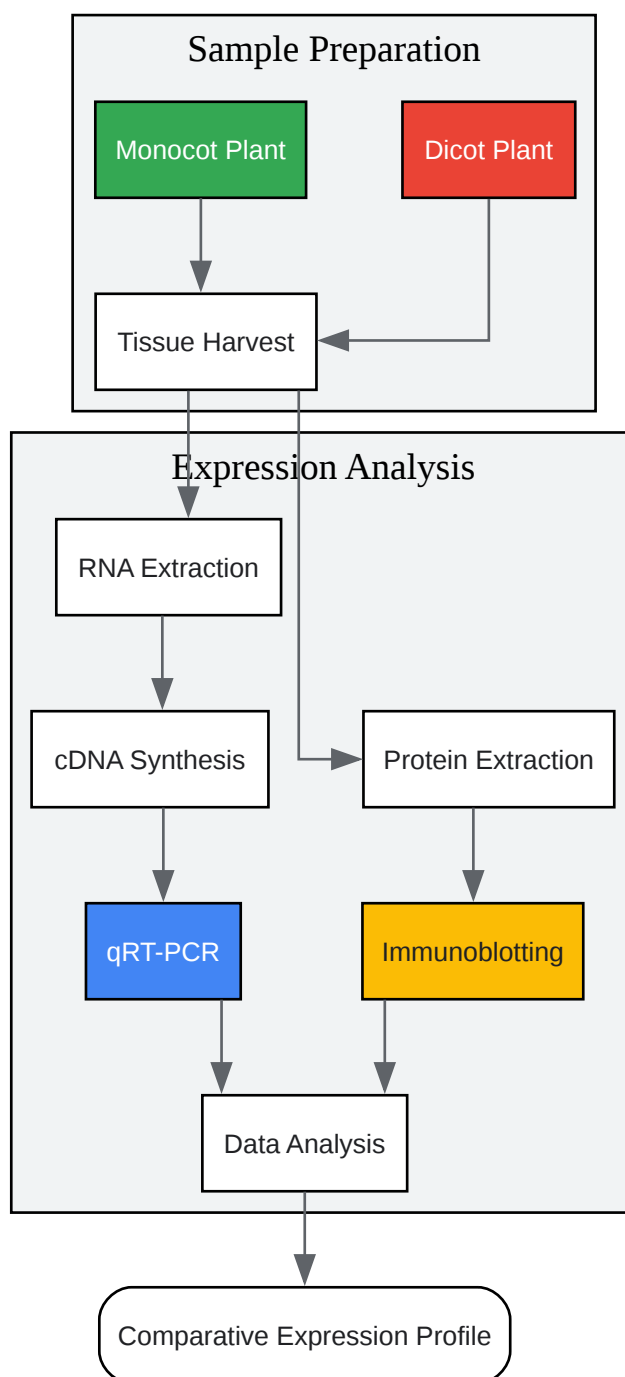 Sample Preparation
Monocot Plant
Dicot Plant
Tissue Harvest
Expression Analysis
RNA Extraction
cDNA Synthesis
Protein Extraction
qRT-PCR
Immunoblotting
Data Analysis
Comparative Expression Profile